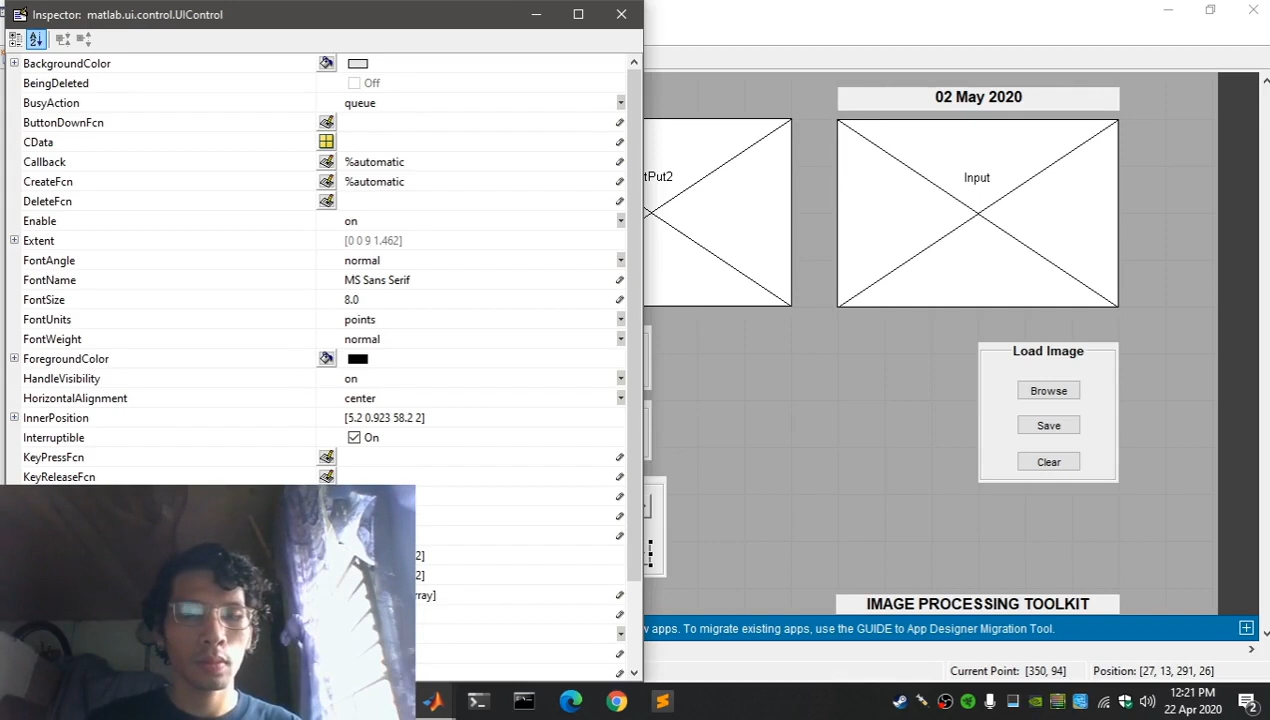 Inspector: matlab.ui.control.UIControl
BackgroundColor
BeingDeleted Off
BusyAction queue
ButtonDownFcn
CData
Callback %automatic
CreateFcn %automatic
DeleteFcn
Enable on
Extent [0 0 9 1.462]
FontAngle normal
FontName MS Sans Serif
FontSize 8.0
FontUnits points
FontWeight normal
ForegroundColor
HandleVisibility on
HorizontalAlignment center
InnerPosition [5.2 0.923 58.2 2]
Interruptible On
KeyPressFcn
KeyReleaseFcn
2]
2]
rray]
02 May 2020
tPut2
Input
Load Image
Browse
Save
Clear
IMAGE PROCESSING TOOLKIT
w apps. To migrate existing apps, use the GUIDE to App Designer Migration Tool.
Current Point: [350, 94] Position: [27, 13, 291, 26]
12:21 PM
22 Apr 2020
2